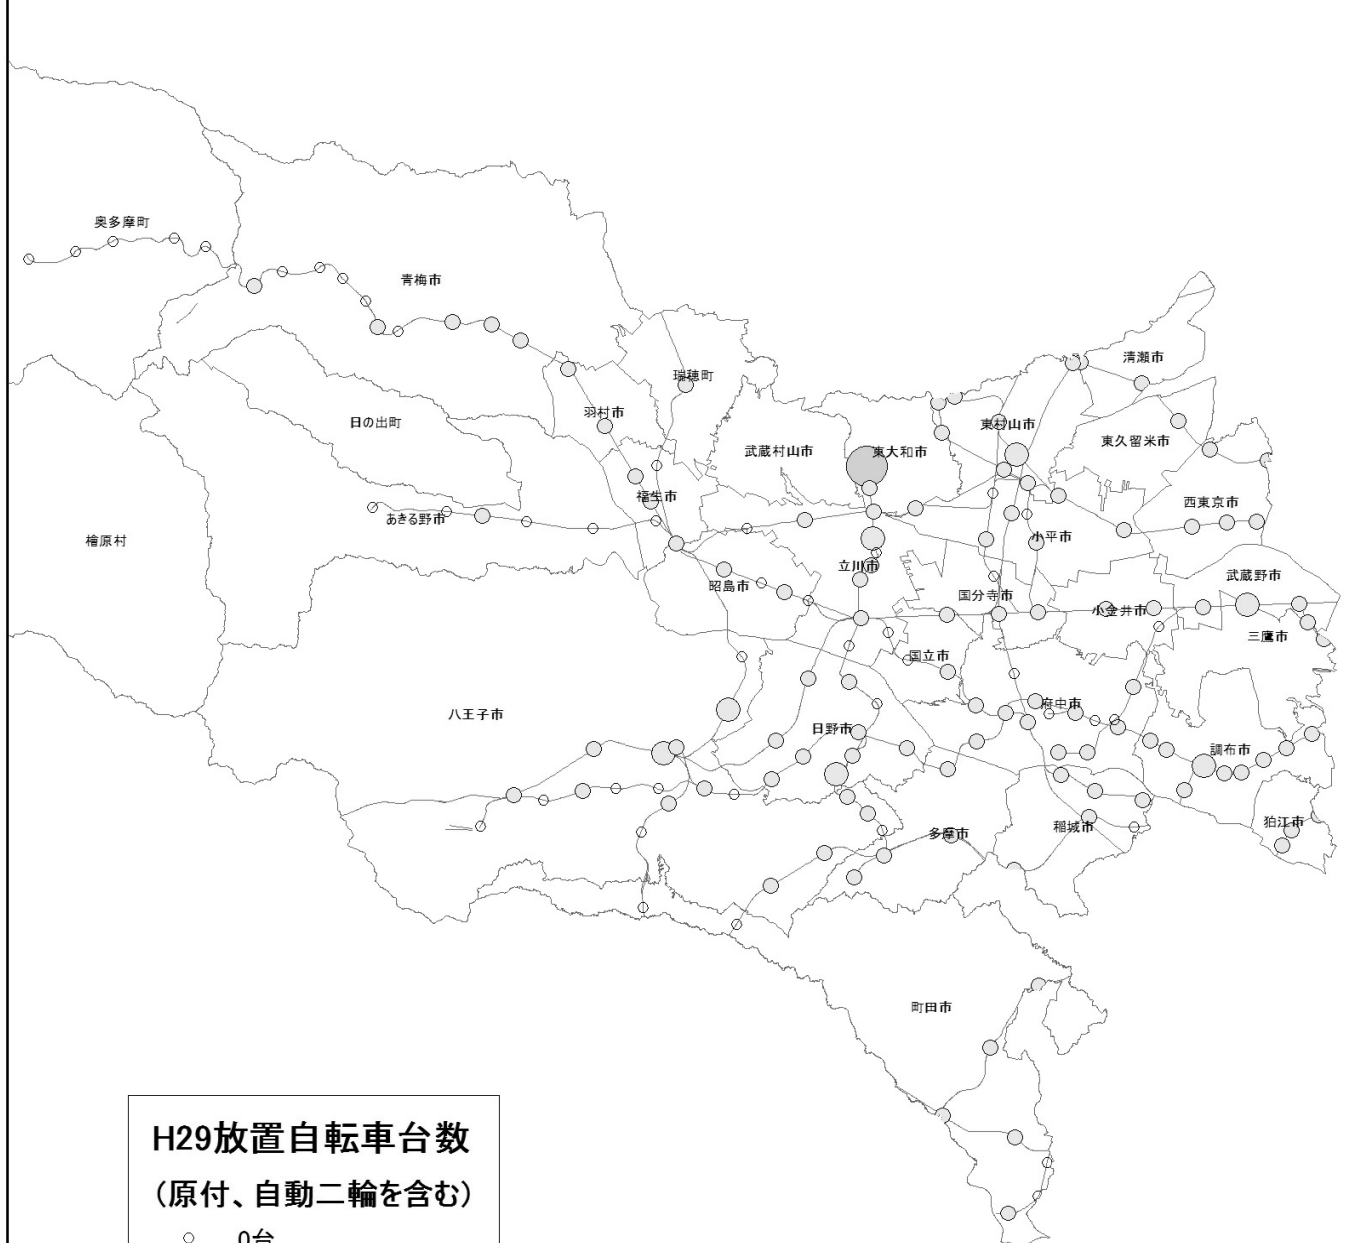 奥多摩町
青梅市
清瀬市
瑞穂町
羽村市
日の出町
東村山市
東久留米市
武蔵村山市
東大和市
福生市
西東京市
あきる野市
檜原村
小平市
立川市
昭島市
武蔵野市
国分寺市
小金井市
三鷹市
国立市
府中市
八王子市
日野市
調布市
多摩市
稲城市
狛江市
町田市
H29放置自転車台数
（原付、自動二輪を含む）
0台